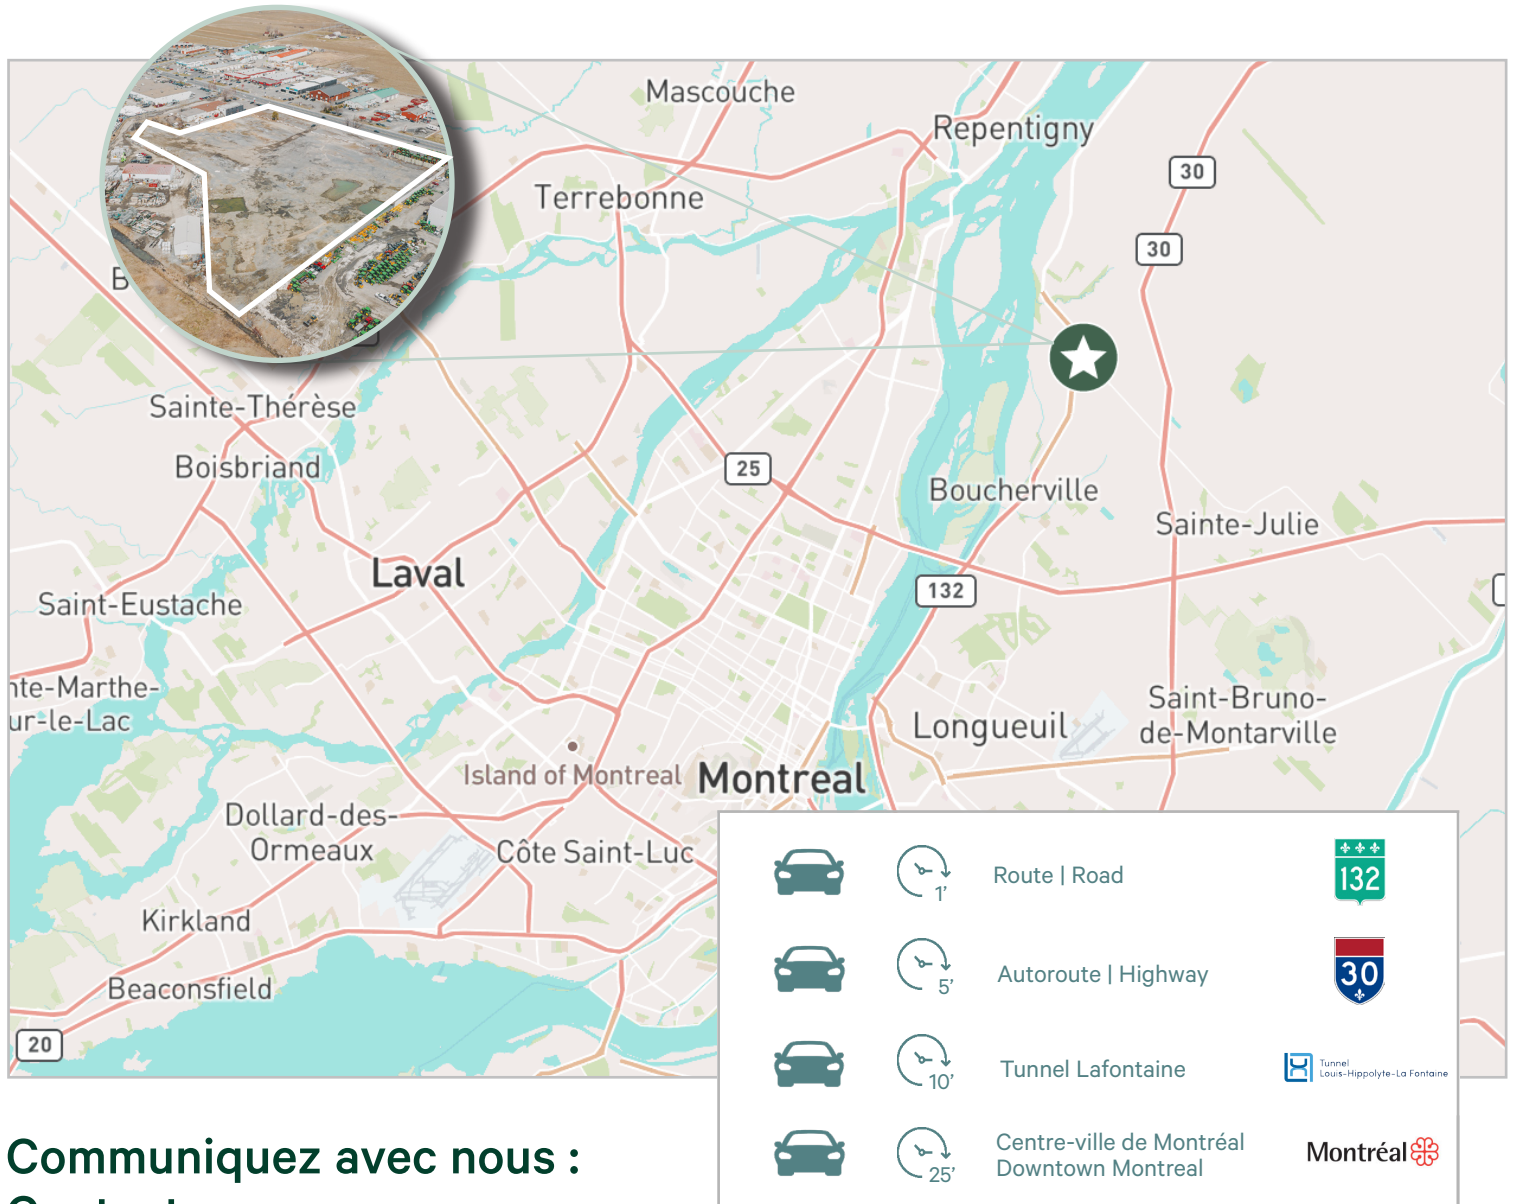 Mascouche
Repentigny
30
Terrebonne
30
B
Sainte-Thérèse
Boisbriand
25
Boucherville
Sainte-Julie
Laval
132
Saint-Eustache
nte-Marthe-
ur-le-Lac
Saint-Bruno-
de-Montarville
Longueuil
Island of Montreal
Montreal
Dollard-des-
Ormeaux
Côte Saint-Luc
Kirkland
Beaconsfield
20
1'
Route | Road
132
5'
Autoroute | Highway
30
10'
Tunnel Lafontaine
Tunnel
Louis-Hippolyte-La Fontaine
25'
Centre-ville de Montréal
Downtown Montreal
Montréal
Communiquez avec nous :